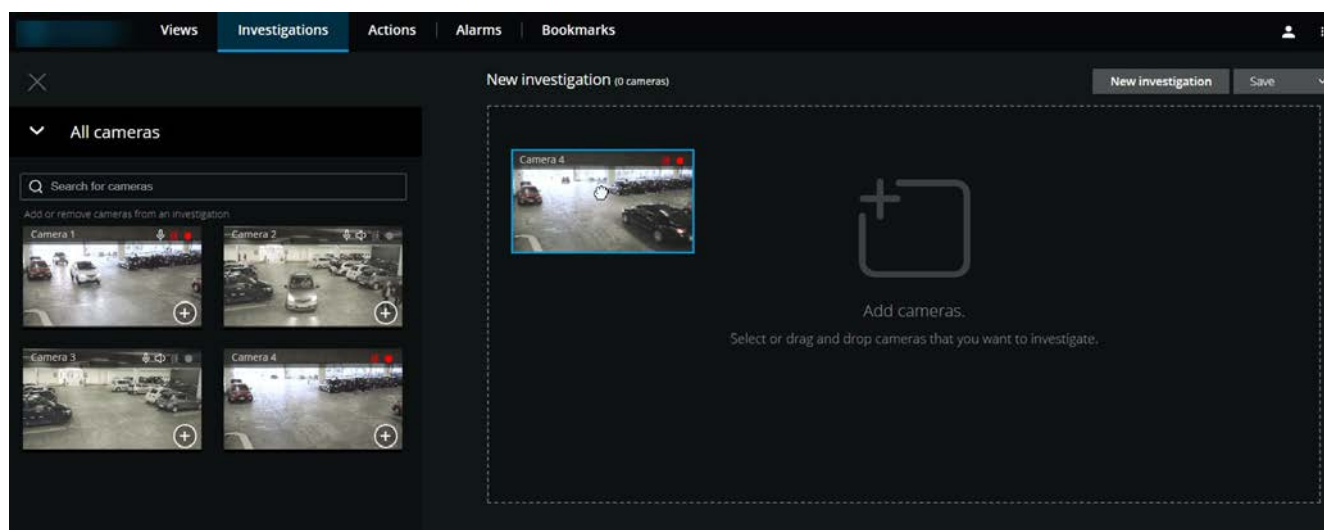 Views Investigations Actions Alarms Bookmarks
New investigation (0 cameras) New investigation Save
All cameras
Search for cameras
Add or remove cameras from an investigation
Camera 1 Camera 2
Camera 3 Camera 4
Camera 4
Add cameras.
Select or drag and drop cameras that you want to investigate.